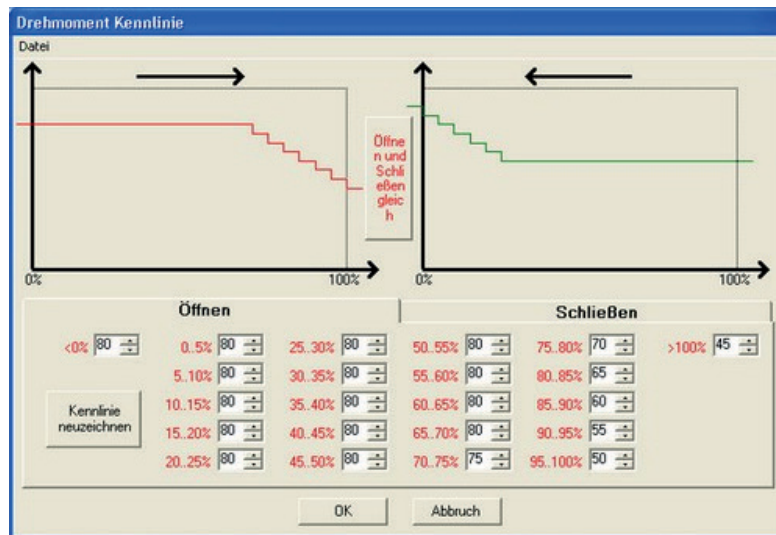 Drehmoment Kennlinie
Datei
Öffne
n und
Schli
eßen
gleic
h
0%
100%
0%
100%
Öffnen
Schließen
<0% 80
0..5% 80
25..30% 80
50..55% 80
75..80% 70
>100% 45
5..10% 80
30..35% 80
55..60% 80
80..85% 65
Kennlinie
neuzeichnen
10..15% 80
35..40% 80
60..65% 80
85..90% 60
15..20% 80
40..45% 80
65..70% 80
90..95% 55
20..25% 80
45..50% 80
70..75% 75
95..100% 50
OK
Abbruch